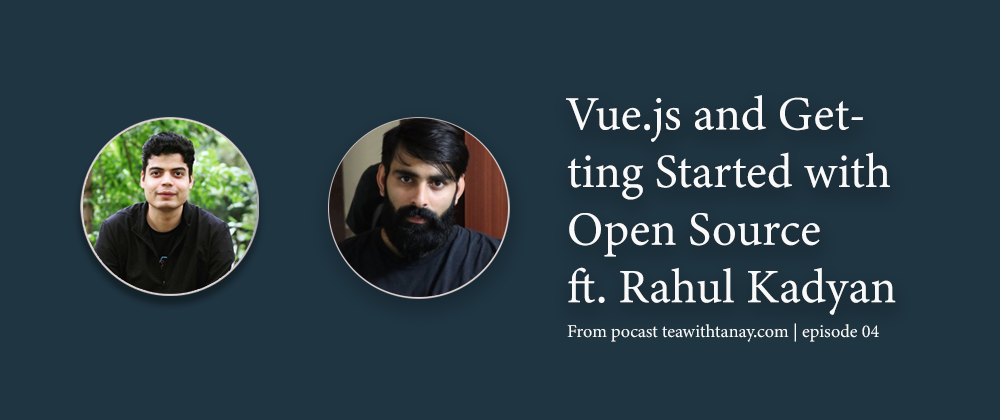 Vue.js and Get-
ting Started with
Open Source
ft. Rahul Kadyan
From pocast teawithtanay.com | episode 04